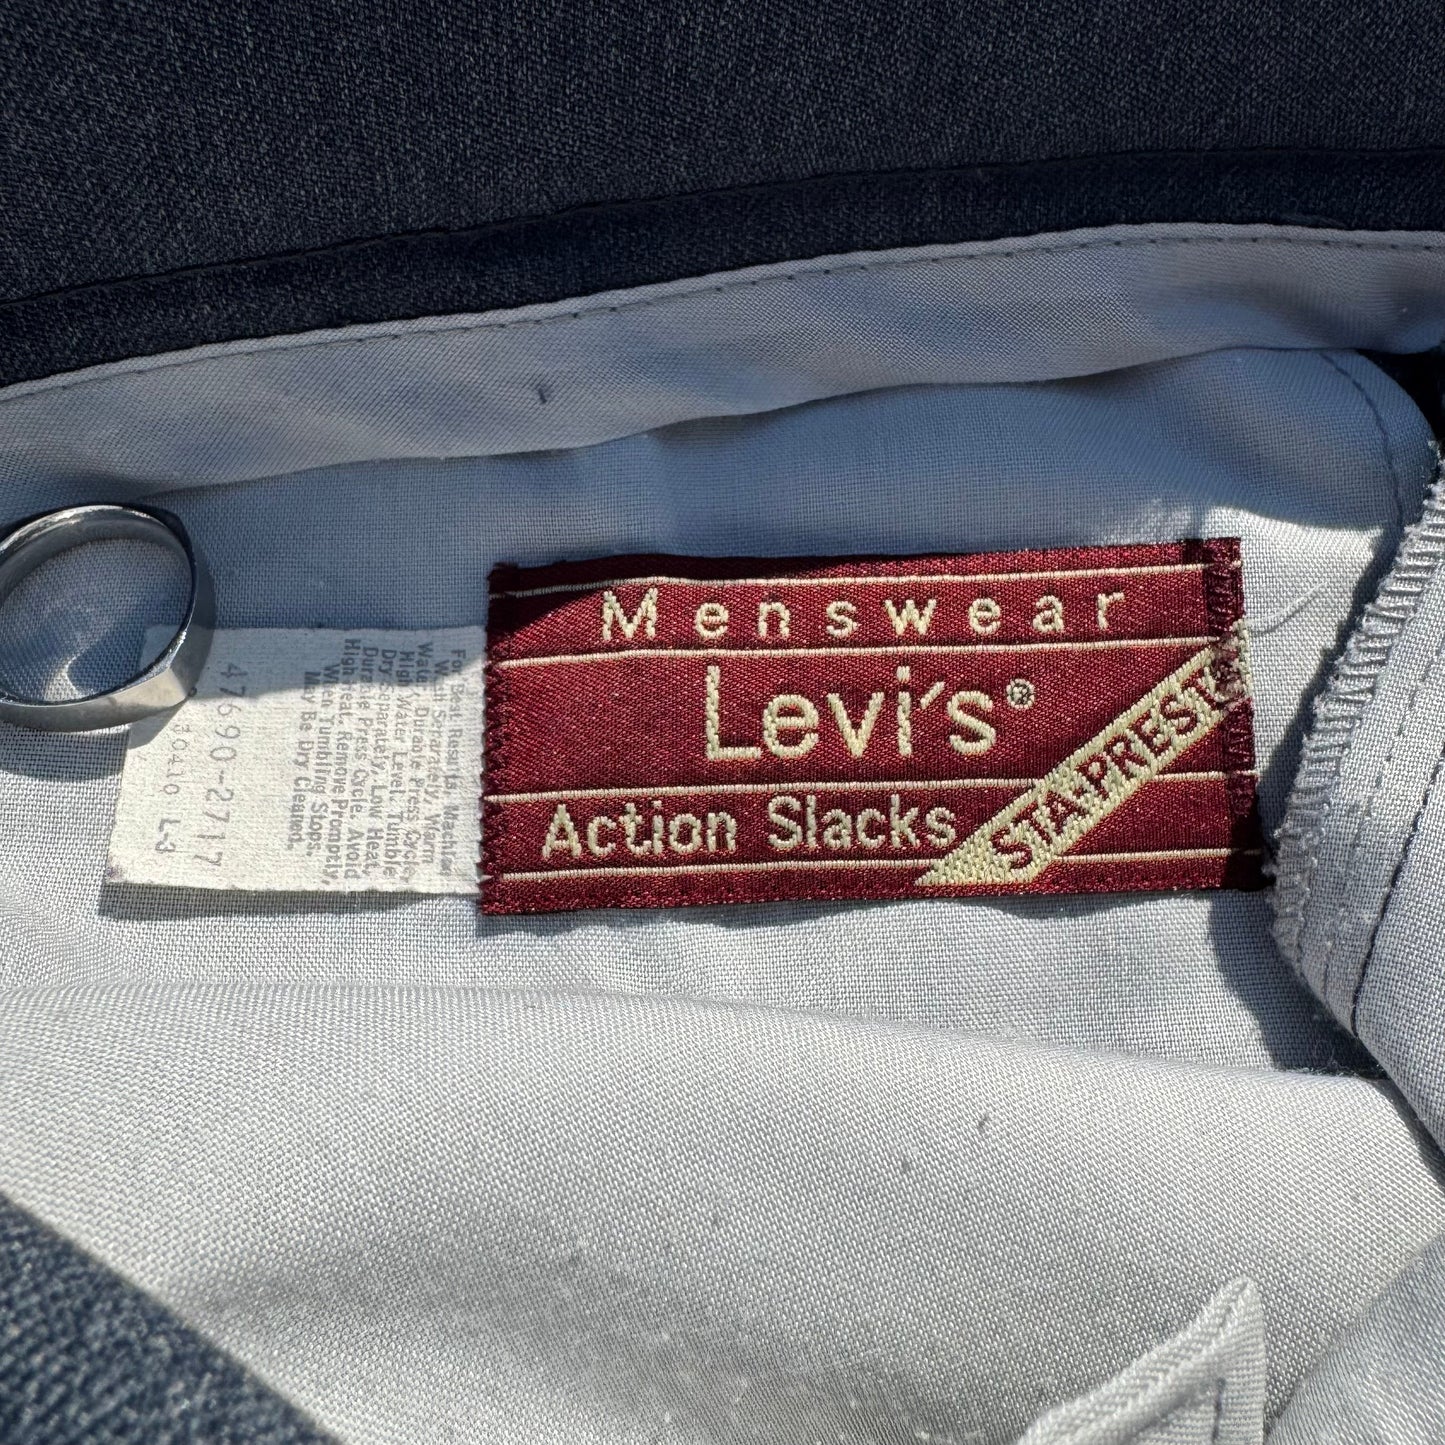 Menswear
Levi's®
Action Slacks
STA-PREST
For Best Results, Machine
Wash Separately, Warm
Water, Durable Press Cycle,
High Water Level. Tumble
Dry Separately, Low Heat,
Durable Press Cycle. Avoid
High Heat. Remove Promptly,
When Tumbling Stops.
May Be Dry Cleaned.
47690-2717
0410 L3